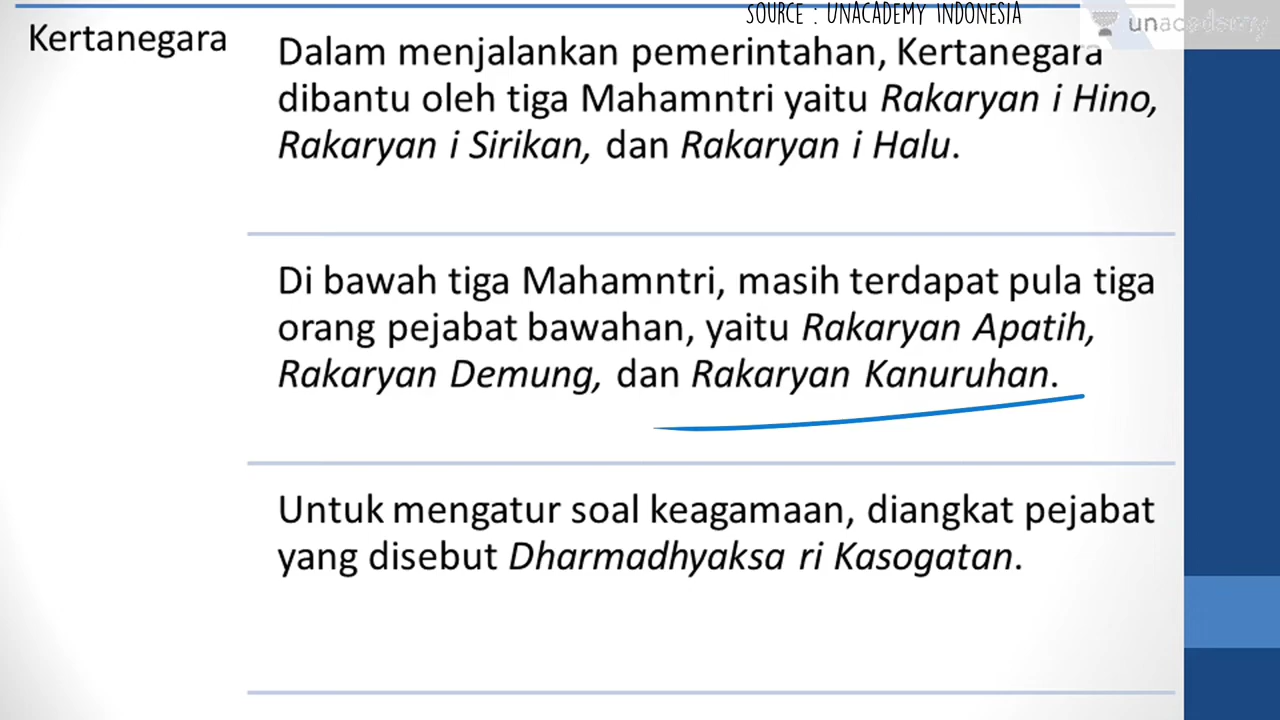 SOURCE : UNACADEMY INDONESIA
unacademy
Kertanegara
Dalam menjalankan pemerintahan, Kertanegara
dibantu oleh tiga Mahamntri yaitu Rakaryan i Hino,
Rakaryan i Sirikan, dan Rakaryan i Halu.
Di bawah tiga Mahamntri, masih terdapat pula tiga
orang pejabat bawahan, yaitu Rakaryan Apatih,
Rakaryan Demung, dan Rakaryan Kanuruhan.
Untuk mengatur soal keagamaan, diangkat pejabat
yang disebut Dharmadhyaksa ri Kasogatan.